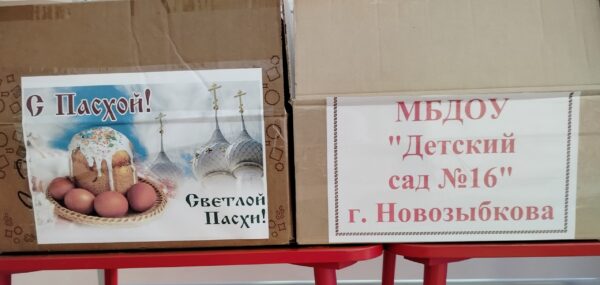 С Пасхой!
Светлой
Пасхи!
МБДОУ
"Детский
сад №16"
г. Новозыбкова